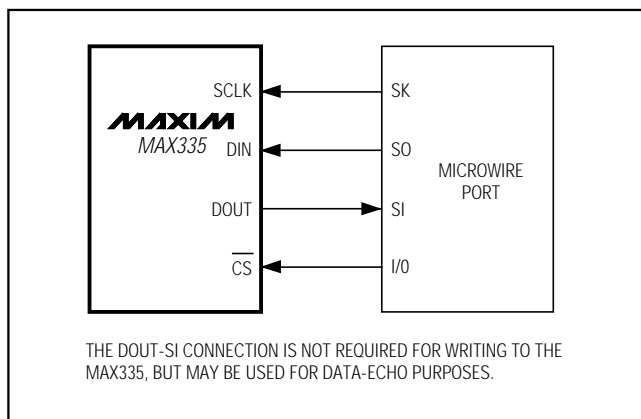 SCLK
SK
MAXIM
MAX335
DIN
SO
MICROWIRE
PORT
DOUT
SI
CS
I/0
THE DOUT-SI CONNECTION IS NOT REQUIRED FOR WRITING TO THE
MAX335, BUT MAY BE USED FOR DATA-ECHO PURPOSES.